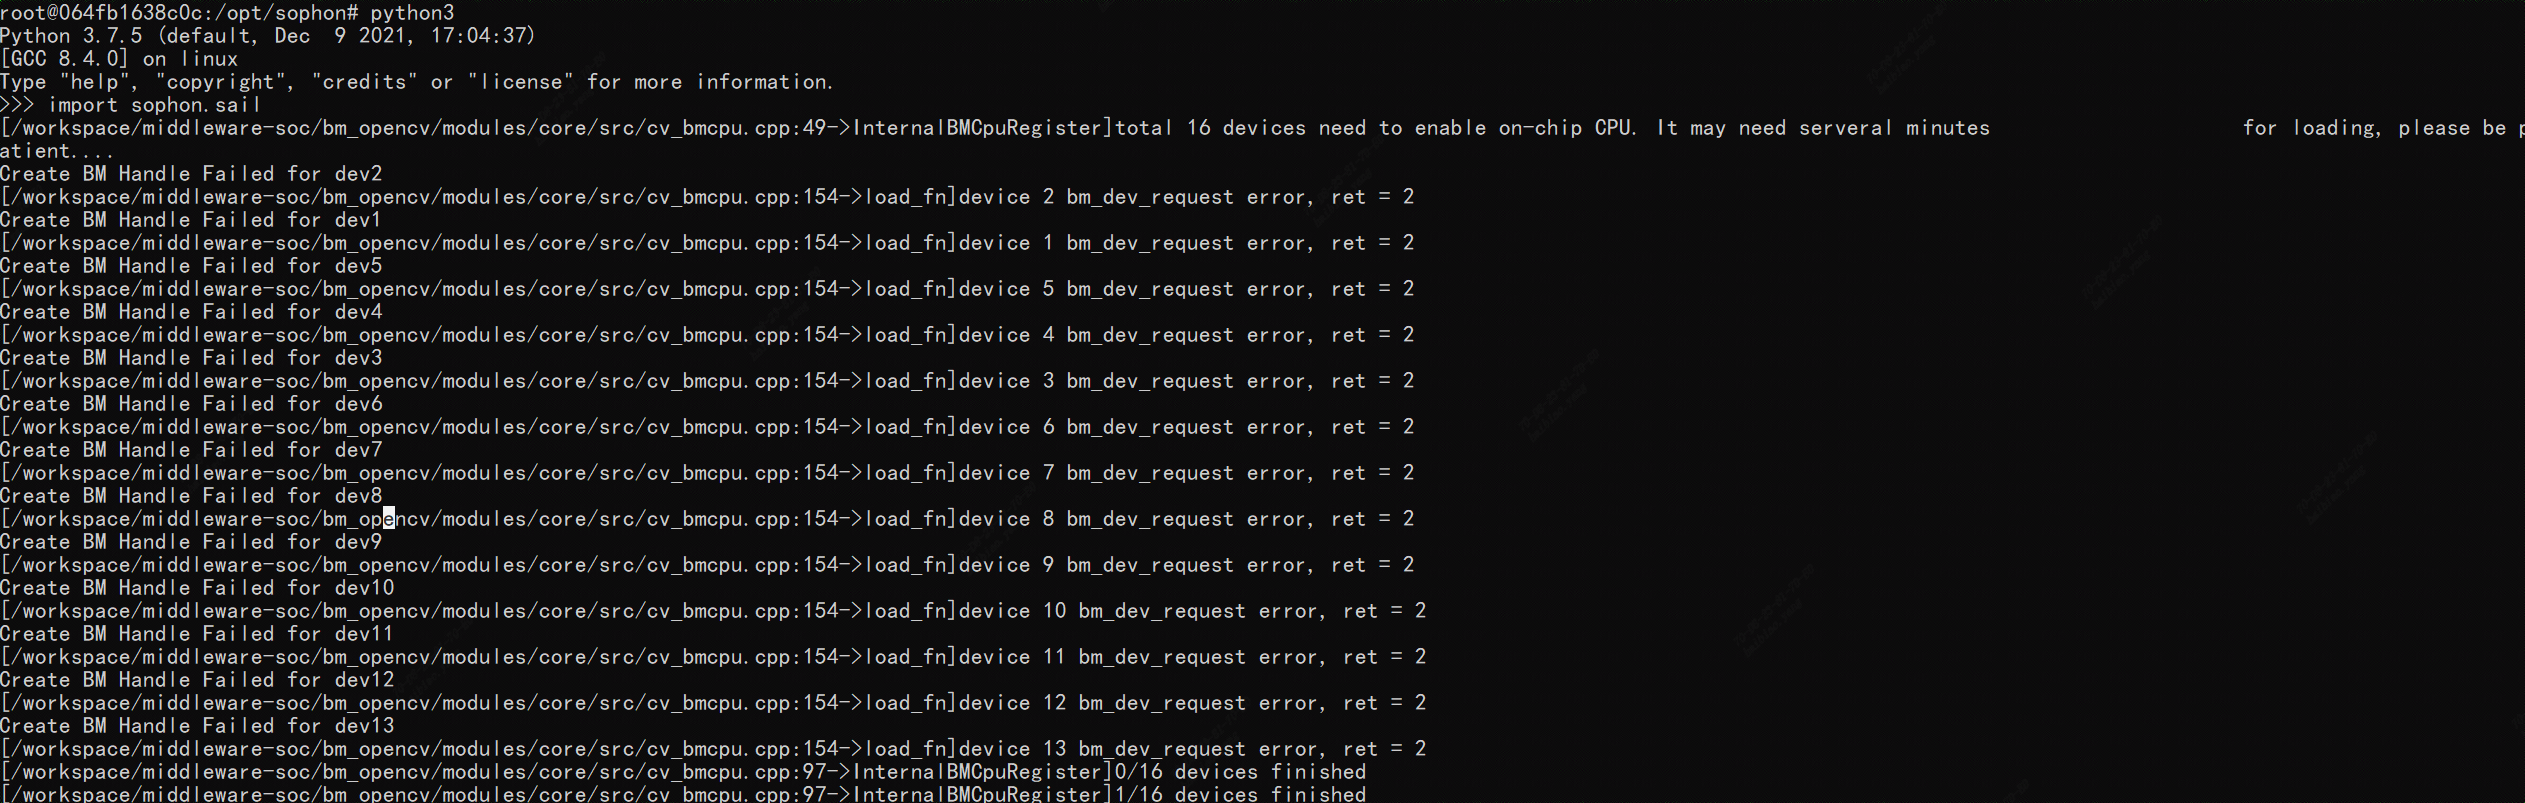 root@064fb1638c0c:/opt/sophon# python3
Python 3.7.5 (default, Dec  9 2021, 17:04:37)
[GCC 8.4.0] on linux
Type "help", "copyright", "credits" or "license" for more information.
>>> import sophon.sail
[/workspace/middleware-soc/bm_opencv/modules/core/src/cv_bmcpu.cpp:49->InternalBMCpuRegister]total 16 devices need to enable on-chip CPU. It may need serveral minutes                     for loading, please be p
atient....
Create BM Handle Failed for dev2
[/workspace/middleware-soc/bm_opencv/modules/core/src/cv_bmcpu.cpp:154->load_fn]device 2 bm_dev_request error, ret = 2
Create BM Handle Failed for dev1
[/workspace/middleware-soc/bm_opencv/modules/core/src/cv_bmcpu.cpp:154->load_fn]device 1 bm_dev_request error, ret = 2
Create BM Handle Failed for dev5
[/workspace/middleware-soc/bm_opencv/modules/core/src/cv_bmcpu.cpp:154->load_fn]device 5 bm_dev_request error, ret = 2
Create BM Handle Failed for dev4
[/workspace/middleware-soc/bm_opencv/modules/core/src/cv_bmcpu.cpp:154->load_fn]device 4 bm_dev_request error, ret = 2
Create BM Handle Failed for dev3
[/workspace/middleware-soc/bm_opencv/modules/core/src/cv_bmcpu.cpp:154->load_fn]device 3 bm_dev_request error, ret = 2
Create BM Handle Failed for dev6
[/workspace/middleware-soc/bm_opencv/modules/core/src/cv_bmcpu.cpp:154->load_fn]device 6 bm_dev_request error, ret = 2
Create BM Handle Failed for dev7
[/workspace/middleware-soc/bm_opencv/modules/core/src/cv_bmcpu.cpp:154->load_fn]device 7 bm_dev_request error, ret = 2
Create BM Handle Failed for dev8
[/workspace/middleware-soc/bm_opencv/modules/core/src/cv_bmcpu.cpp:154->load_fn]device 8 bm_dev_request error, ret = 2
Create BM Handle Failed for dev9
[/workspace/middleware-soc/bm_opencv/modules/core/src/cv_bmcpu.cpp:154->load_fn]device 9 bm_dev_request error, ret = 2
Create BM Handle Failed for dev10
[/workspace/middleware-soc/bm_opencv/modules/core/src/cv_bmcpu.cpp:154->load_fn]device 10 bm_dev_request error, ret = 2
Create BM Handle Failed for dev11
[/workspace/middleware-soc/bm_opencv/modules/core/src/cv_bmcpu.cpp:154->load_fn]device 11 bm_dev_request error, ret = 2
Create BM Handle Failed for dev12
[/workspace/middleware-soc/bm_opencv/modules/core/src/cv_bmcpu.cpp:154->load_fn]device 12 bm_dev_request error, ret = 2
Create BM Handle Failed for dev13
[/workspace/middleware-soc/bm_opencv/modules/core/src/cv_bmcpu.cpp:154->load_fn]device 13 bm_dev_request error, ret = 2
[/workspace/middleware-soc/bm_opencv/modules/core/src/cv_bmcpu.cpp:97->InternalBMCpuRegister]0/16 devices finished
[/workspace/middleware-soc/bm_opencv/modules/core/src/cv_bmcpu.cpp:97->InternalBMCpuRegister]1/16 devices finished